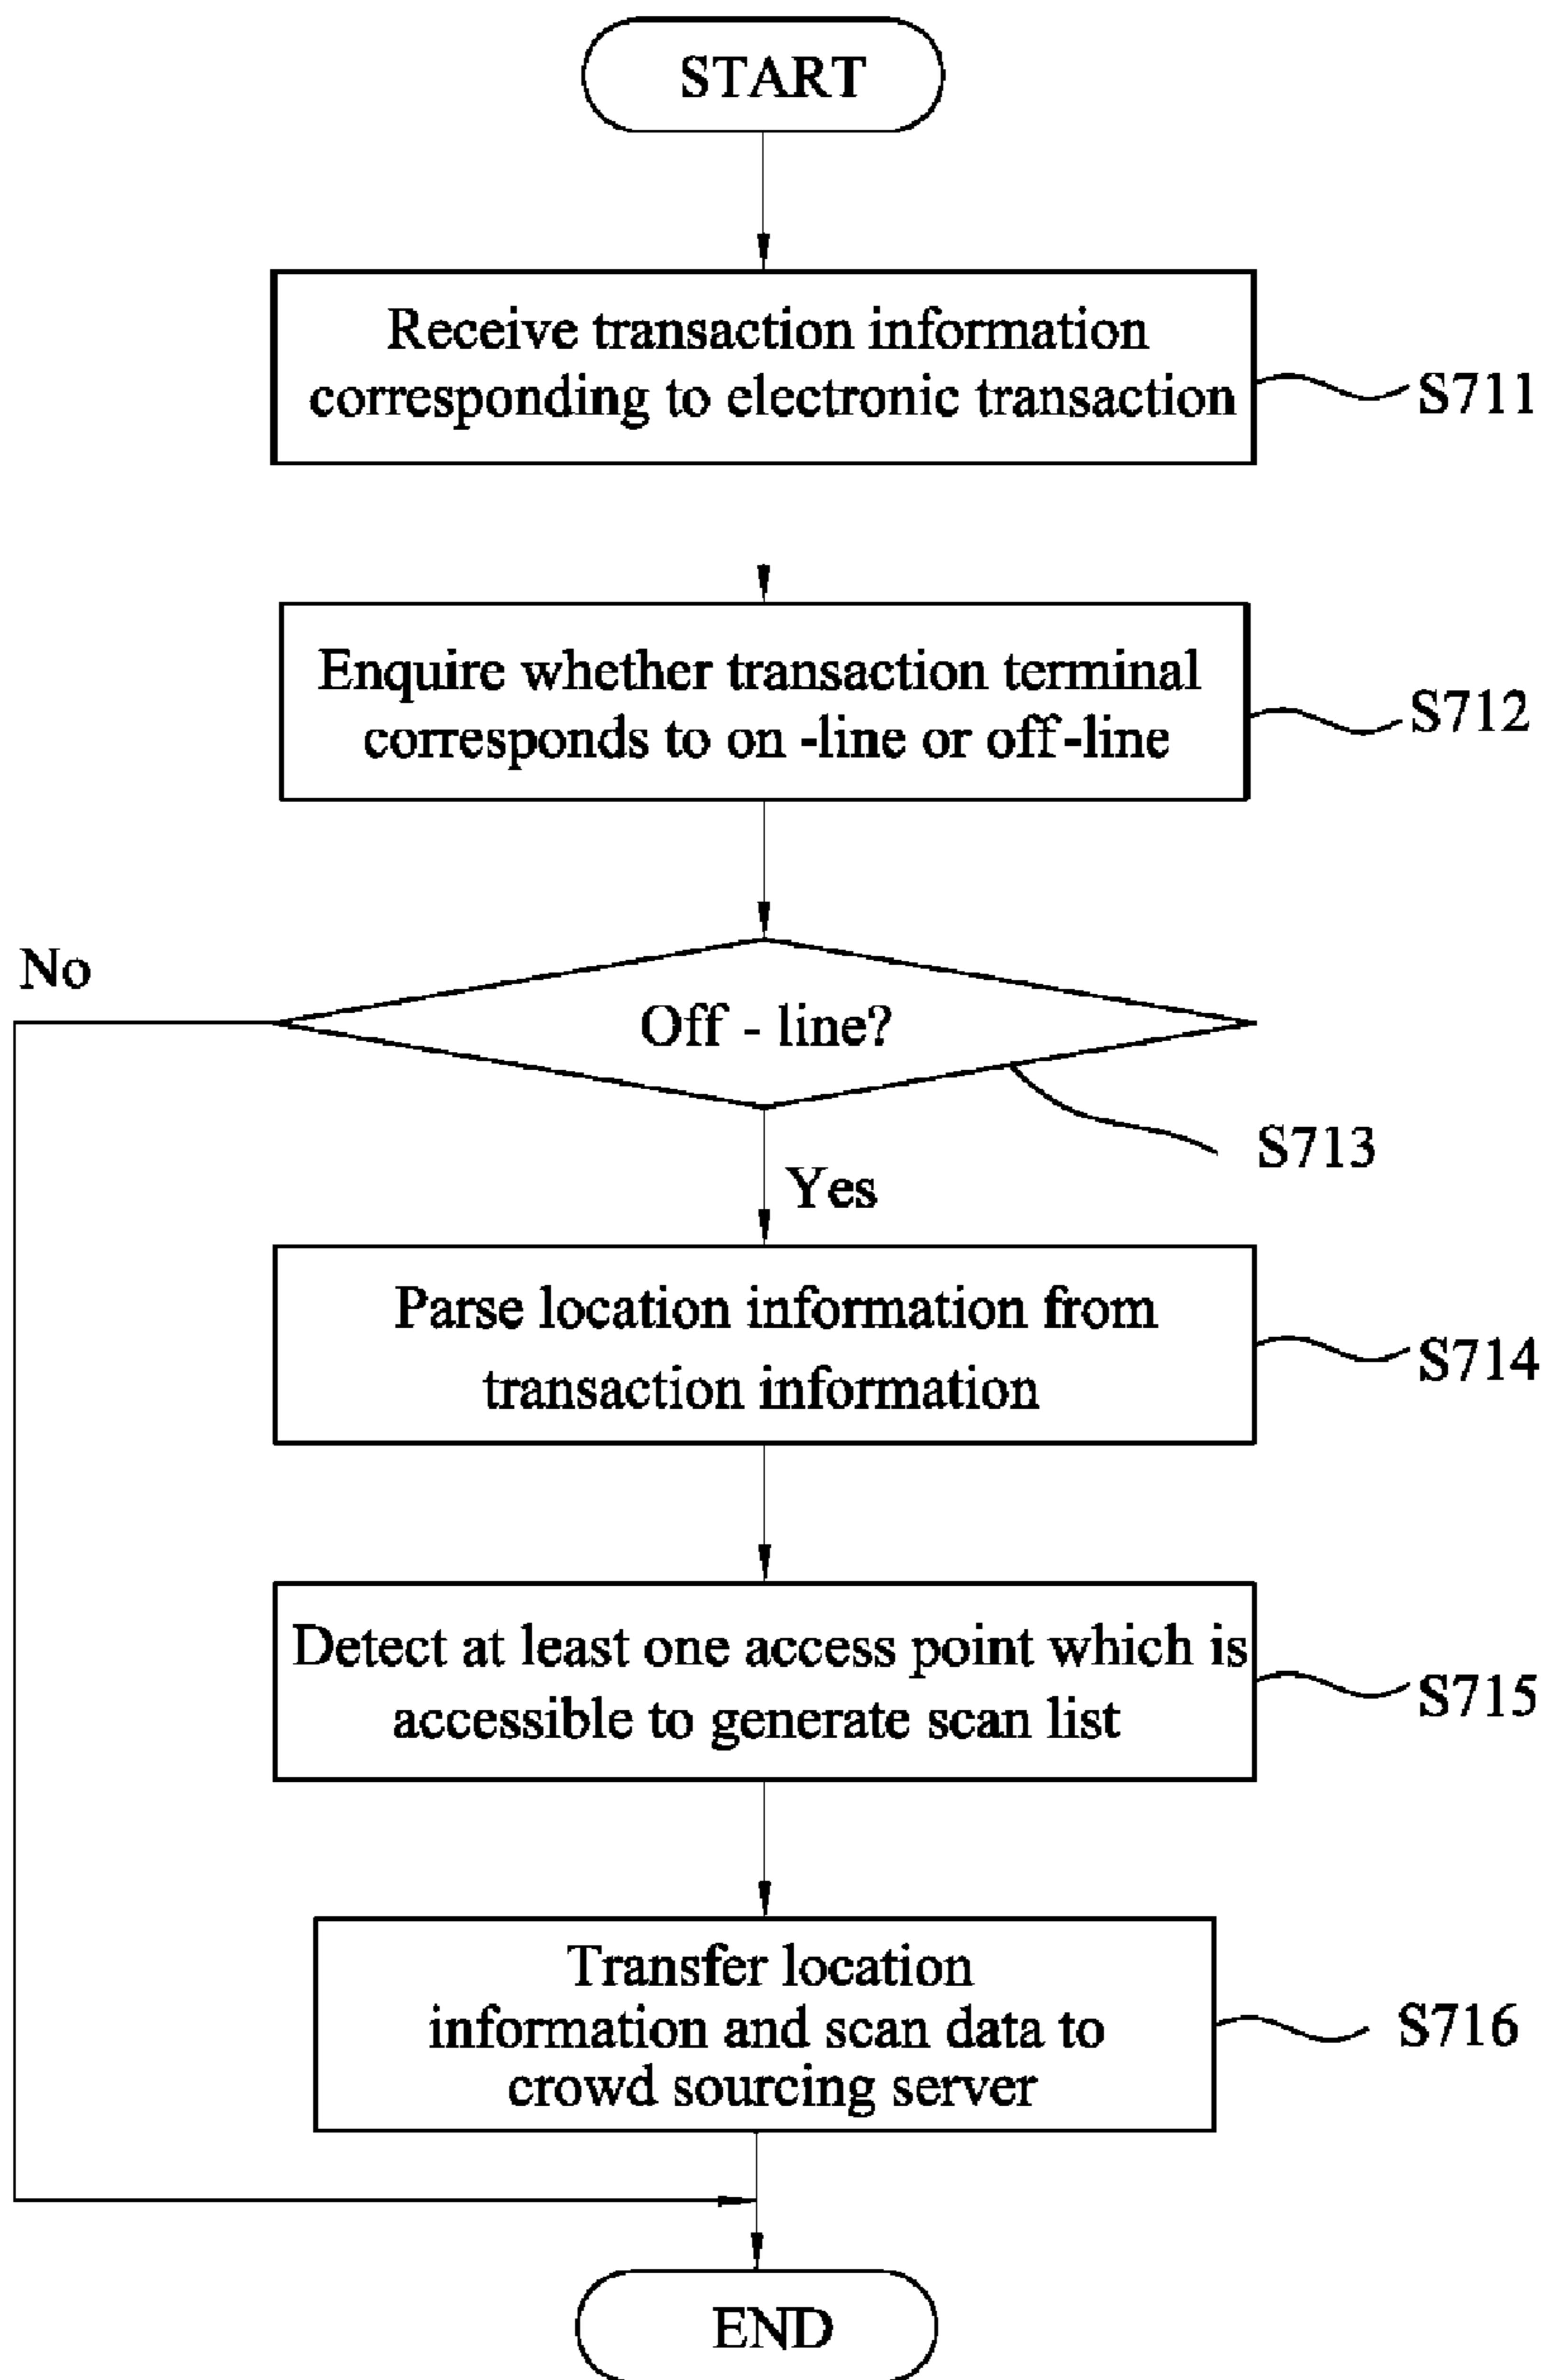 START
Receive transaction information
corresponding to electronic transaction
S711
Enquire whether transaction terminal
corresponds to on -line or off -line
S712
No
Off - line?
S713
Yes
Parse location information from
transaction information
S714
Detect at least one access point which is
accessible to generate scan list
S715
Transfer location
information and scan data to
crowd sourcing server
S716
END